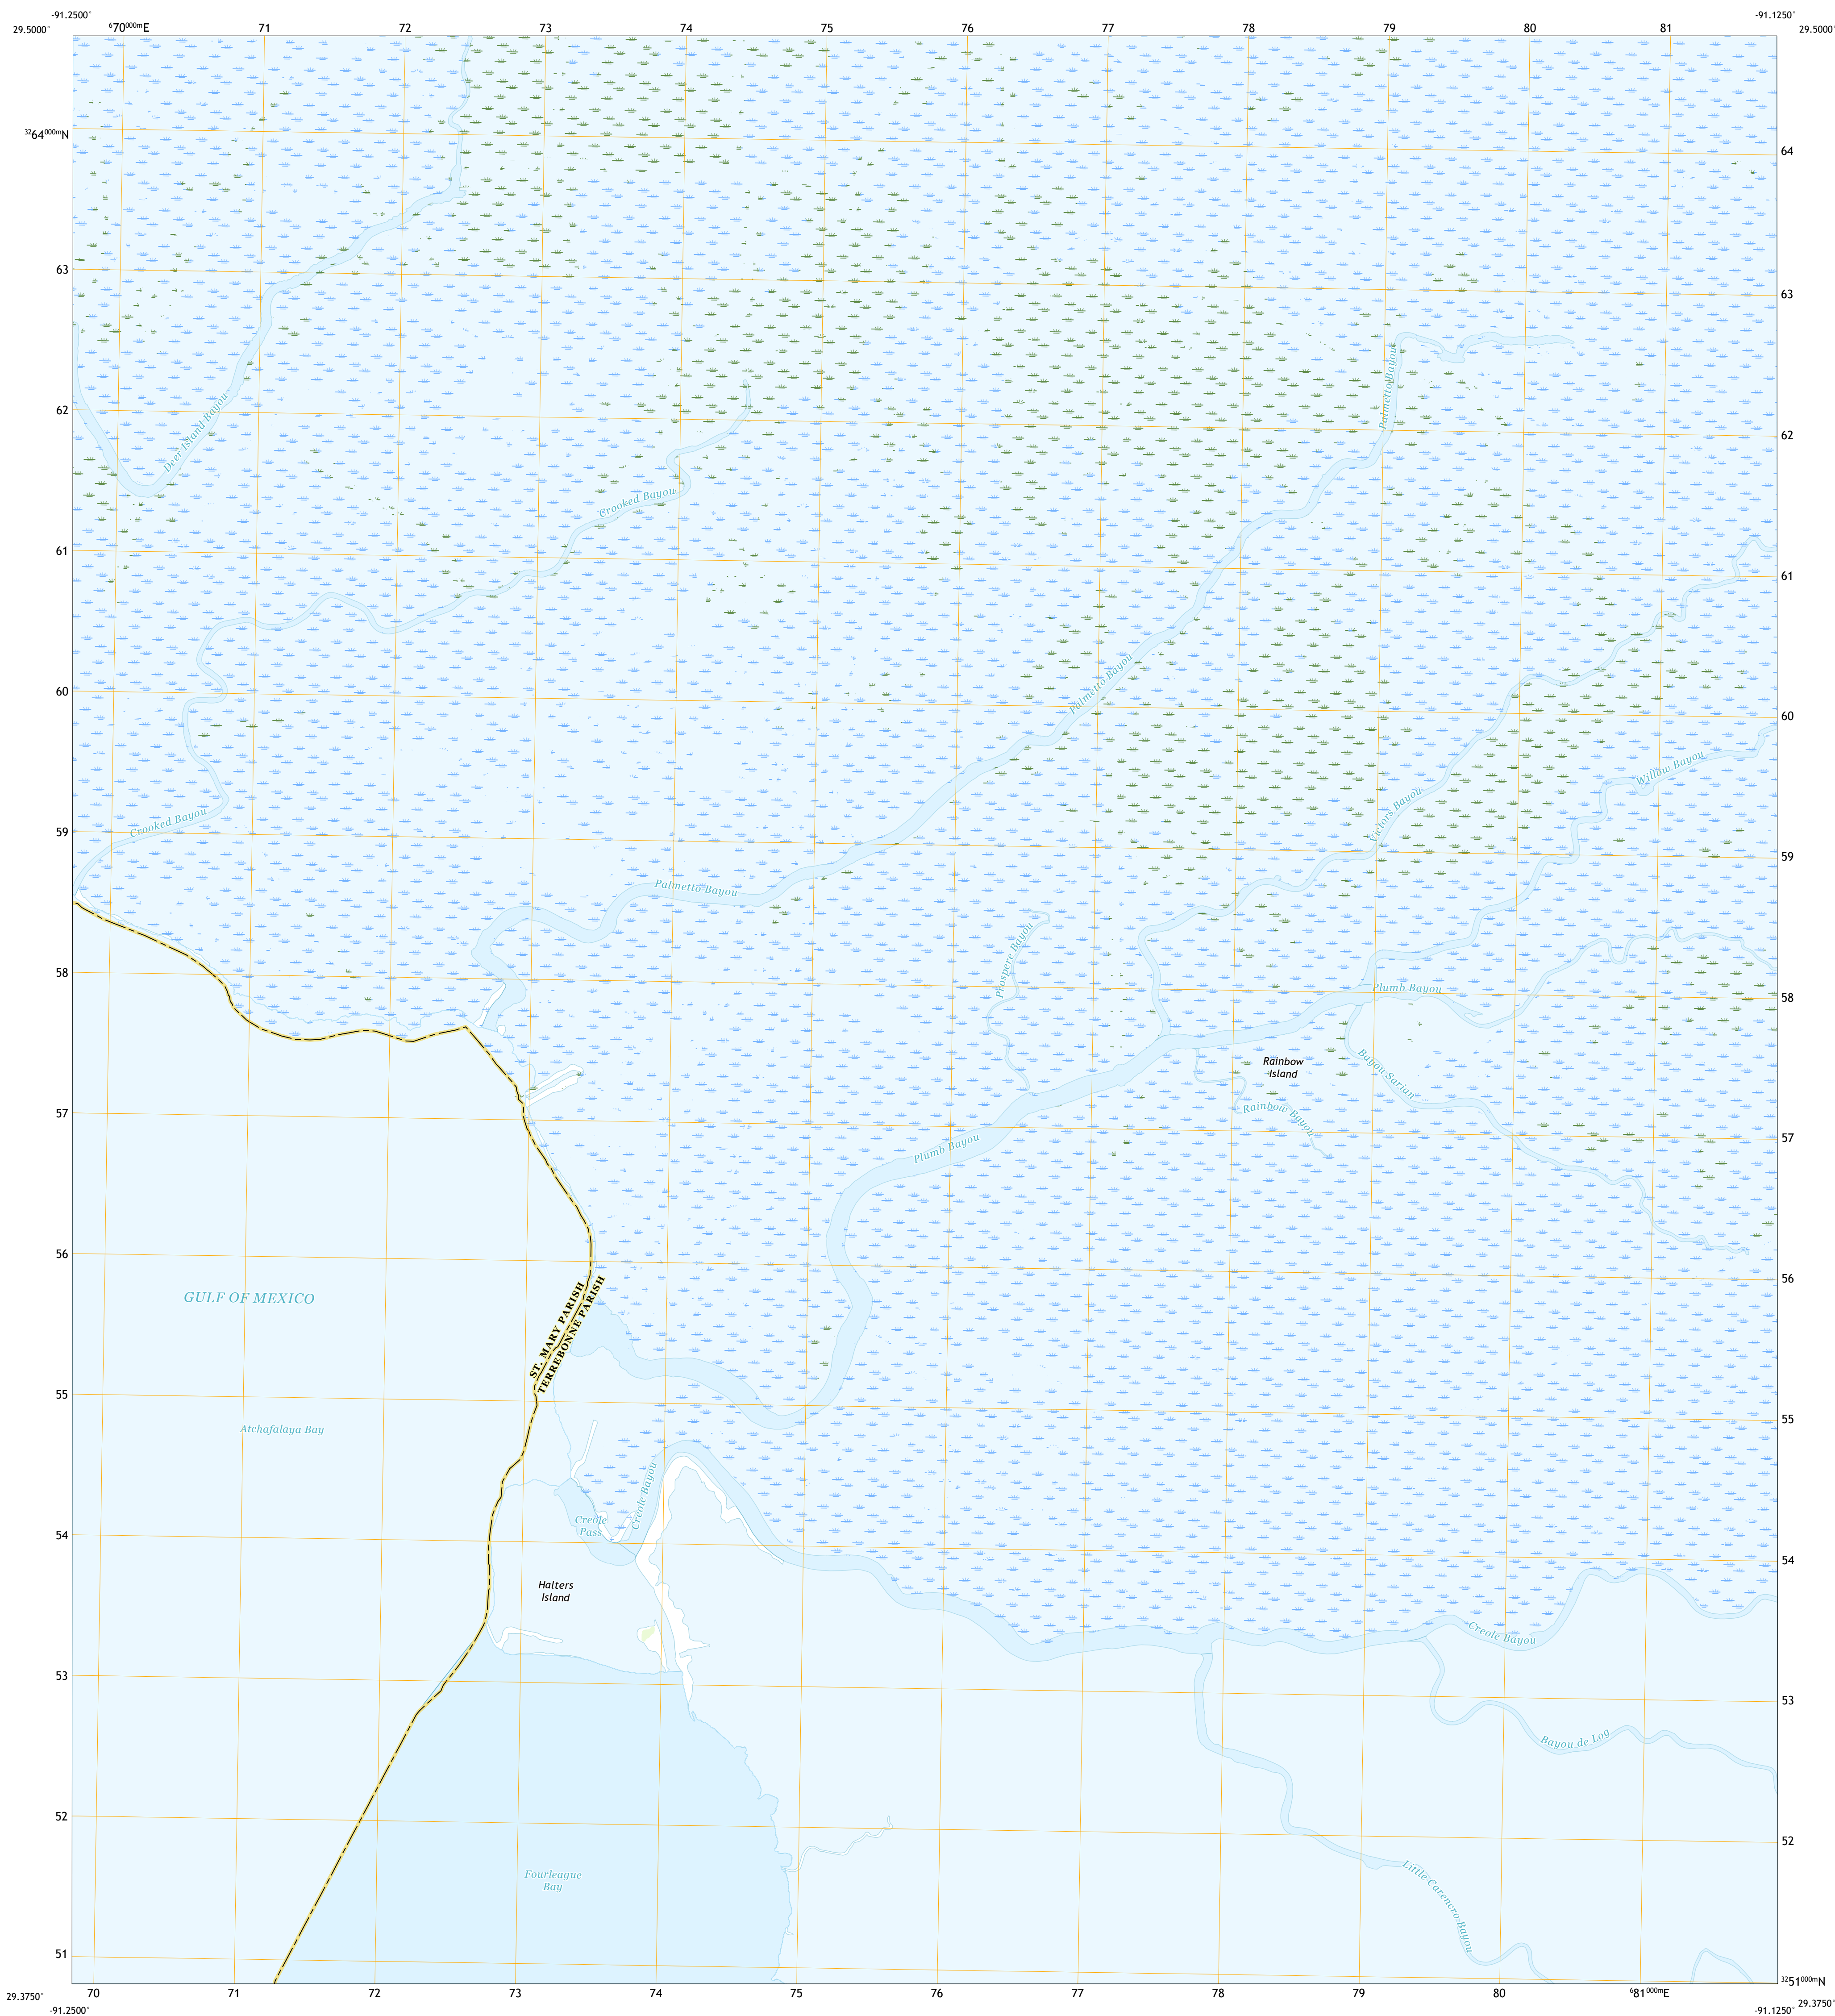 -91.2500°
-91.1250°
29.5000°
⁶70⁰⁰⁰ᵐE
71
72
73
74
75
76
77
78
79
80
81
29.5000°
³²64⁰⁰⁰ᵐN
64
63
63
62
62
61
61
60
60
59
59
58
58
57
57
56
56
55
55
54
54
53
53
52
52
51
³²51⁰⁰⁰ᵐN
Palmetto Bayou
Deer Island Bayou
Crooked Bayou
Palmetto Bayou
Willow Bayou
Victors Bayou
Crooked Bayou
Palmetto Bayou
Prospere Bayou
Plumb Bayou
Rainbow
Island
Bayou Sarian
Rainbow Bayou
Plumb Bayou
GULF OF MEXICO
ST. MARY PARISH
TERREBONNE PARISH
Atchafalaya Bay
Creole Bayou
Creole
Pass
Halters
Island
Creole Bayou
Bayou de Log
Fourleague
Bay
Little Carencro Bayou
29.3750°
-91.2500°
70
71
72
73
74
75
76
77
78
79
80
⁶81⁰⁰⁰ᵐE
29.3750°
-91.1250°